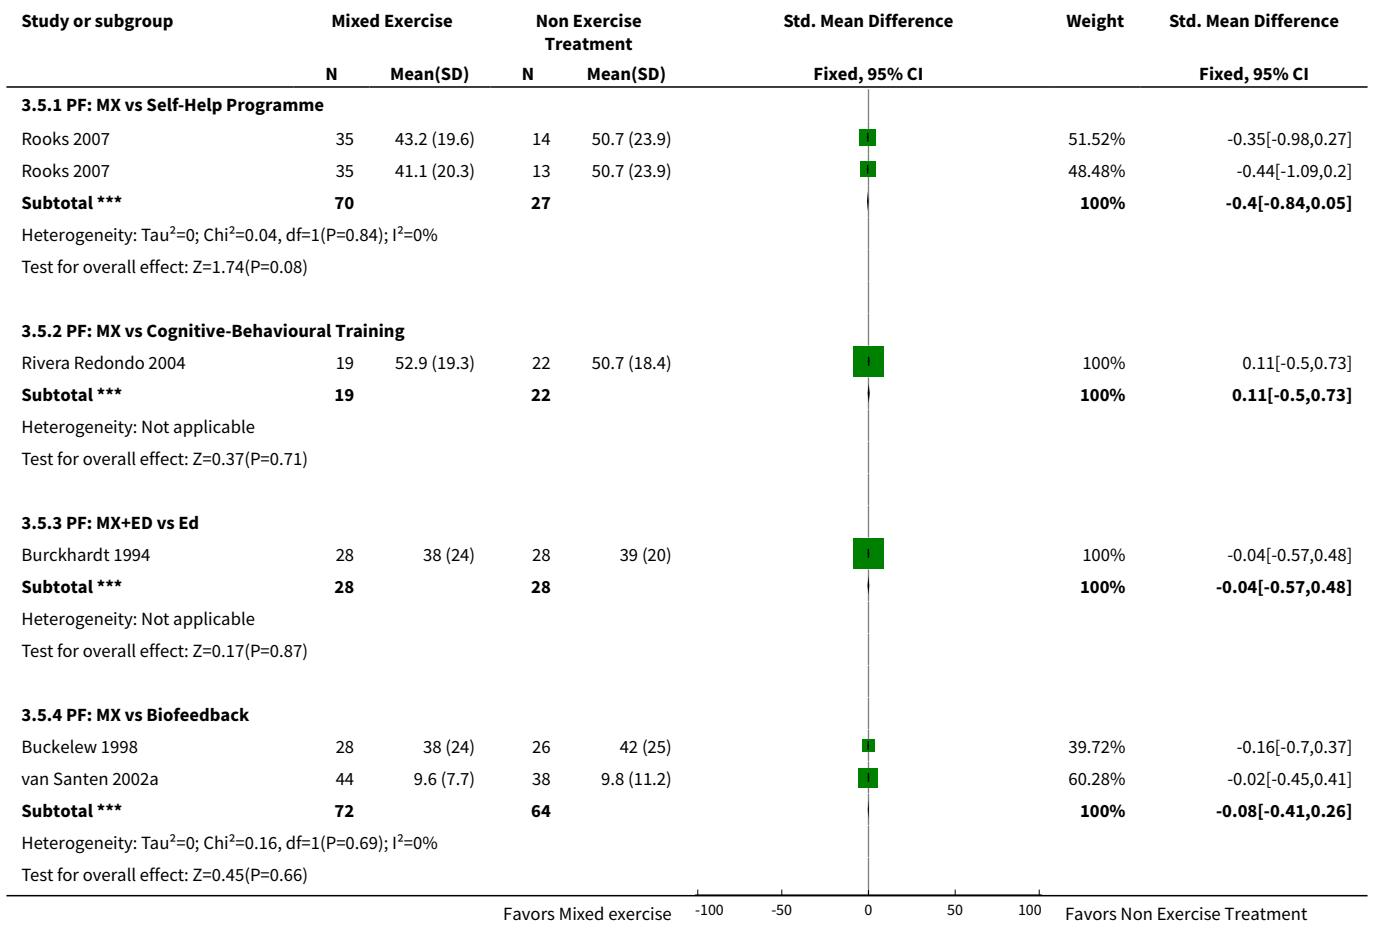 Study or subgroup Mixed Exercise Non Exercise Treatment Std. Mean Difference Weight Std. Mean Difference
N Mean(SD) N Mean(SD) Fixed, 95% CI Fixed, 95% CI
3.5.1 PF: MX vs Self-Help Programme
Rooks 2007 35 43.2 (19.6) 14 50.7 (23.9) 51.52% -0.35[-0.98,0.27]
Rooks 2007 35 41.1 (20.3) 13 50.7 (23.9) 48.48% -0.44[-1.09,0.2]
Subtotal *** 70 27 100% -0.4[-0.84,0.05]
Heterogeneity: Tau²=0; Chi²=0.04, df=1(P=0.84); I²=0%
Test for overall effect: Z=1.74(P=0.08)
3.5.2 PF: MX vs Cognitive-Behavioural Training
Rivera Redondo 2004 19 52.9 (19.3) 22 50.7 (18.4) 100% 0.11[-0.5,0.73]
Subtotal *** 19 22 100% 0.11[-0.5,0.73]
Heterogeneity: Not applicable
Test for overall effect: Z=0.37(P=0.71)
3.5.3 PF: MX+ED vs Ed
Burckhardt 1994 28 38 (24) 28 39 (20) 100% -0.04[-0.57,0.48]
Subtotal *** 28 28 100% -0.04[-0.57,0.48]
Heterogeneity: Not applicable
Test for overall effect: Z=0.17(P=0.87)
3.5.4 PF: MX vs Biofeedback
Buckelew 1998 28 38 (24) 26 42 (25) 39.72% -0.16[-0.7,0.37]
van Santen 2002a 44 9.6 (7.7) 38 9.8 (11.2) 60.28% -0.02[-0.45,0.41]
Subtotal *** 72 64 100% -0.08[-0.41,0.26]
Heterogeneity: Tau²=0; Chi²=0.16, df=1(P=0.69); I²=0%
Test for overall effect: Z=0.45(P=0.66)
Favors Mixed exercise -100 -50 0 50 100 Favors Non Exercise Treatment